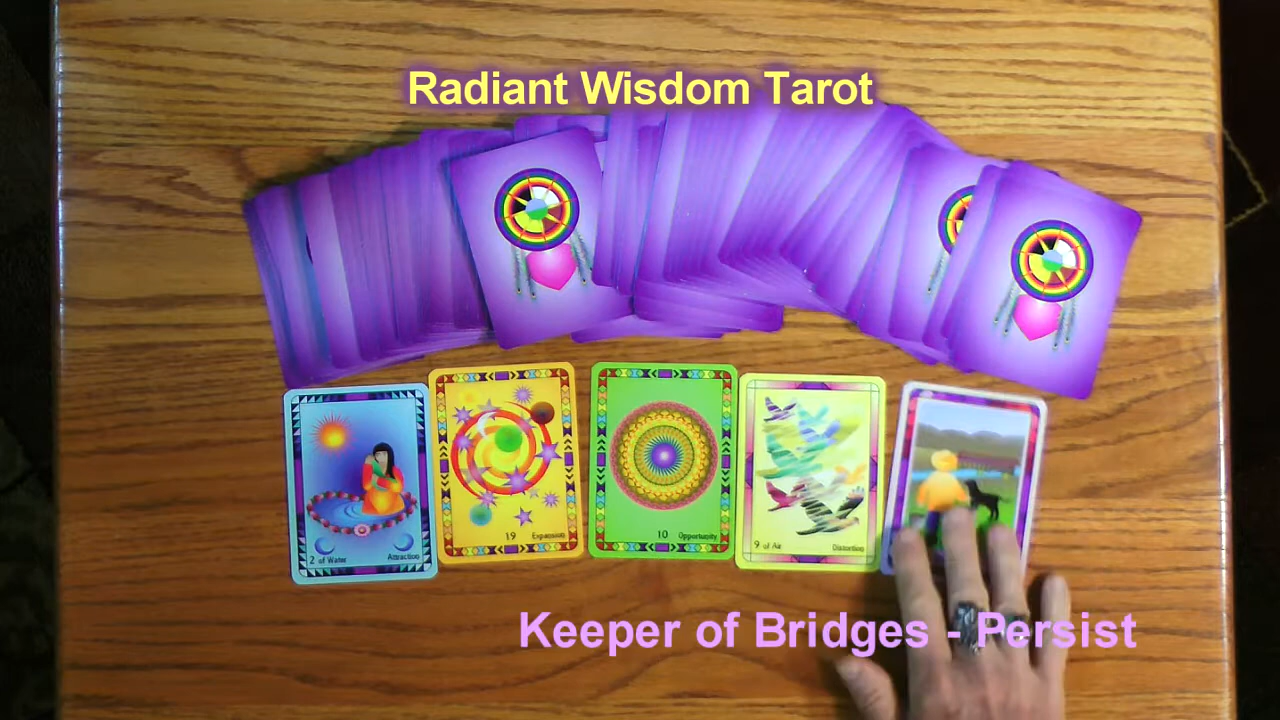 Radiant Wisdom Tarot
2 of Water
Attraction
19 Expansion
10 Opportunity
9 of Air
Distortion
Keeper of Bridges - Persist